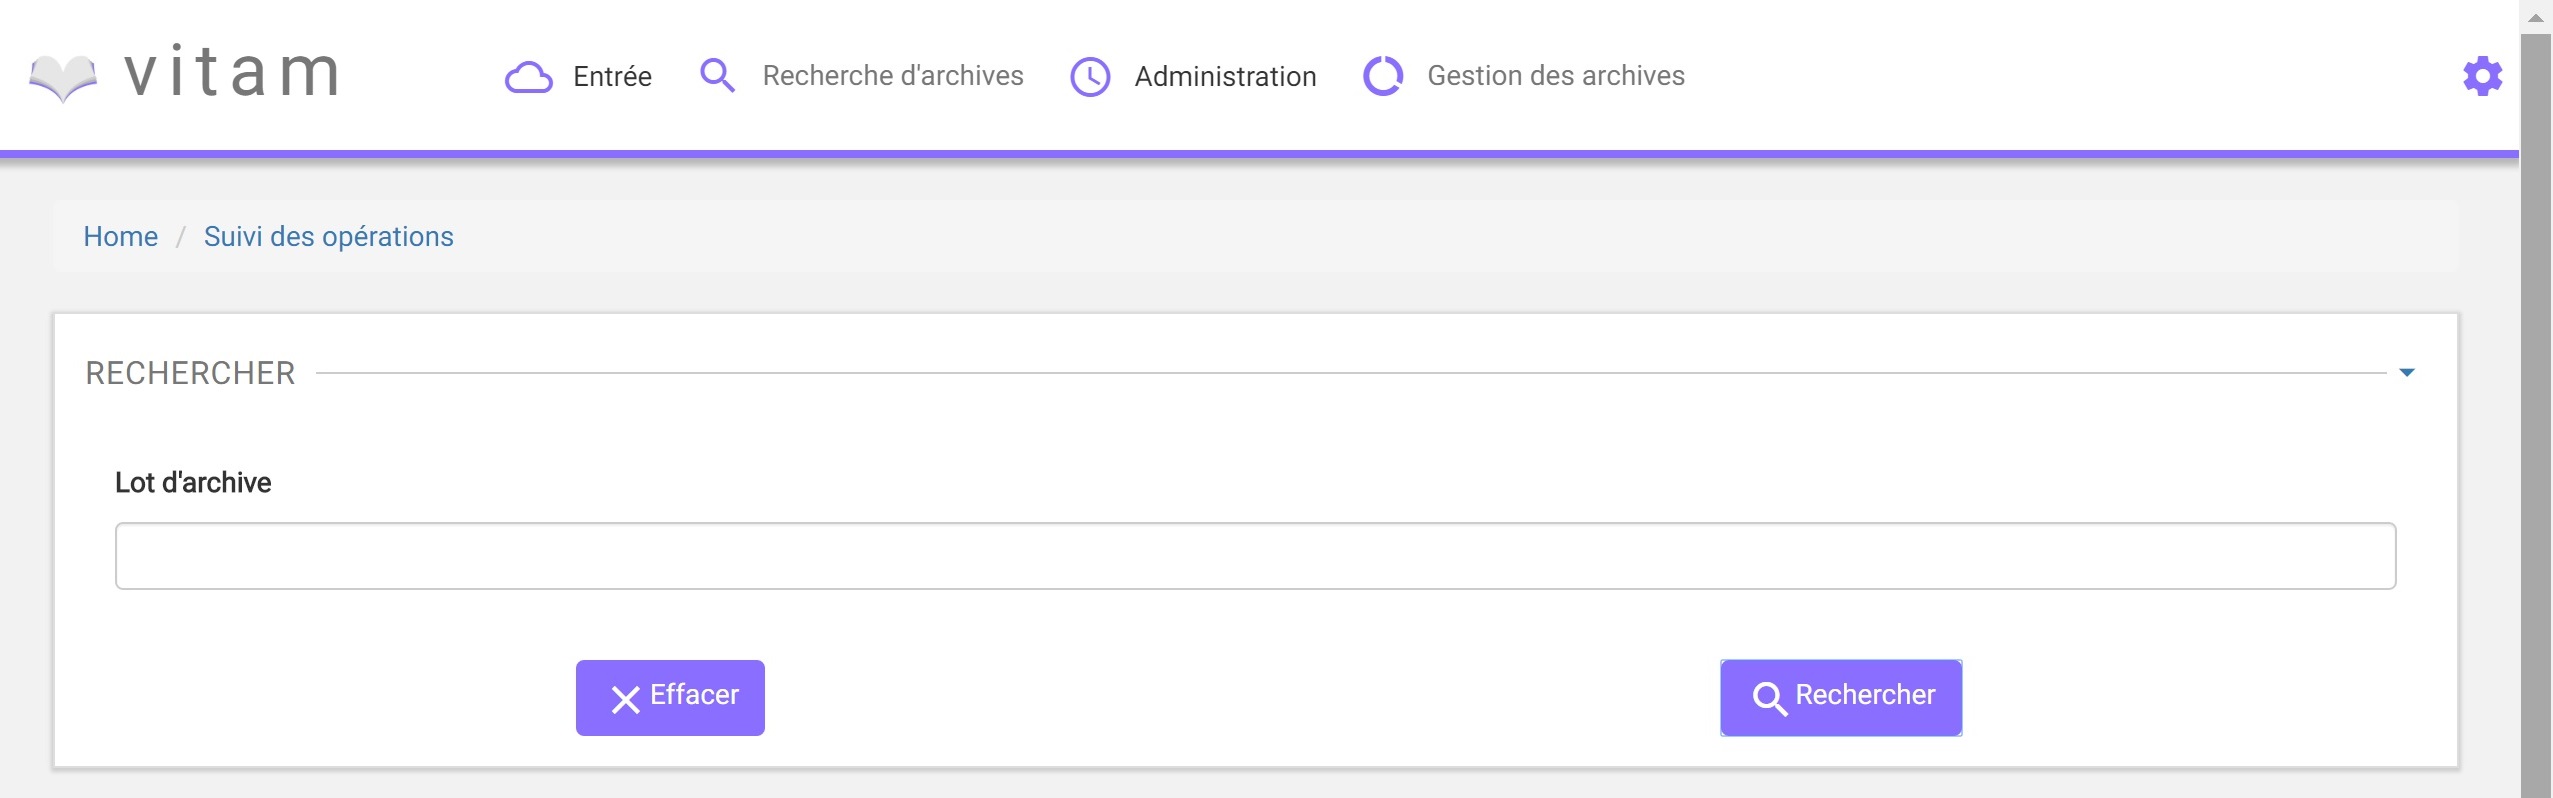 vitam
Entrée Recherche d'archives Administration Gestion des archives
Home / Suivi des opérations
RECHERCHER
Lot d'archive
Effacer Rechercher